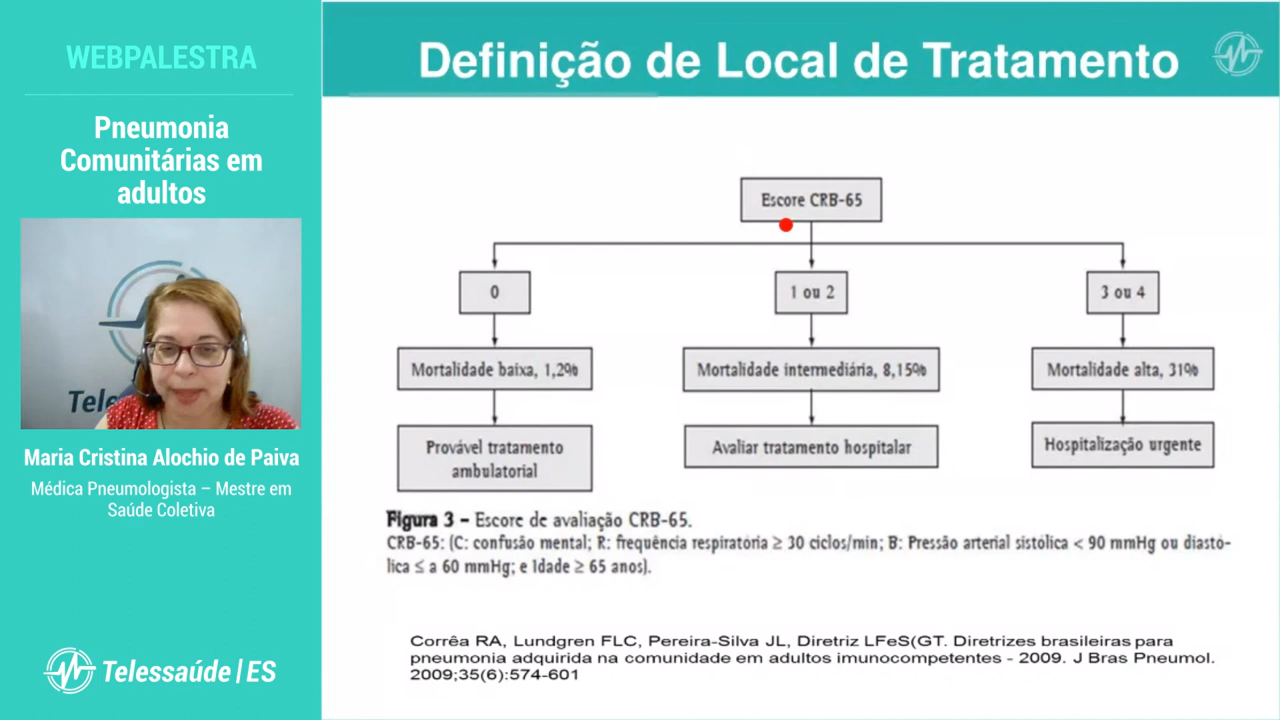 WEBPALESTRA
Pneumonia
Comunitárias em
adultos
Tele
Maria Cristina Alochio de Paiva
Médica Pneumologista – Mestre em
Saúde Coletiva
Telessaúde|ES
Definição de Local de Tratamento
Escore CRB-65
0
1 ou 2
3 ou 4
Mortalidade baixa, 1,2%
Mortalidade intermediária, 8,15%
Mortalidade alta, 31%
Provável tratamento
ambulatorial
Avaliar tratamento hospitalar
Hospitalização urgente
Figura 3 – Escore de avaliação CRB-65.
CRB-65: (C: confusão mental; R: frequência respiratória ≥ 30 ciclos/min; B: Pressão arterial sistólica < 90 mmHg ou diastó-
lica ≤ a 60 mmHg; e Idade ≥ 65 anos).
Corrêa RA, Lundgren FLC, Pereira-Silva JL, Diretriz LFeS(GT. Diretrizes brasileiras para
pneumonia adquirida na comunidade em adultos imunocompetentes - 2009. J Bras Pneumol.
2009;35(6):574-601